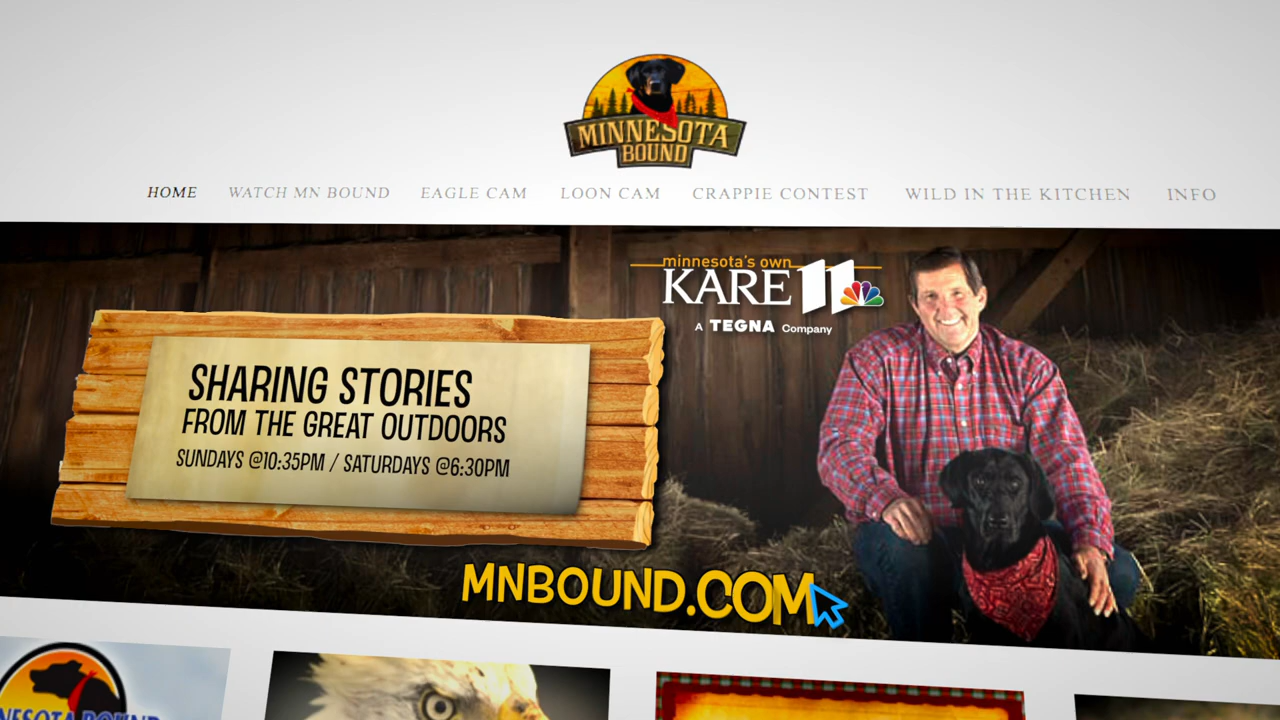 MINNESOTA
BOUND
HOME WATCH MN BOUND EAGLE CAM LOON CAM CRAPPIE CONTEST WILD IN THE KITCHEN INFO
minnesota's own
KARE 11
A TEGNA Company
SHARING STORIES
FROM THE GREAT OUTDOORS
SUNDAYS @10:35PM / SATURDAYS @6:30PM
MNBOUND.COM